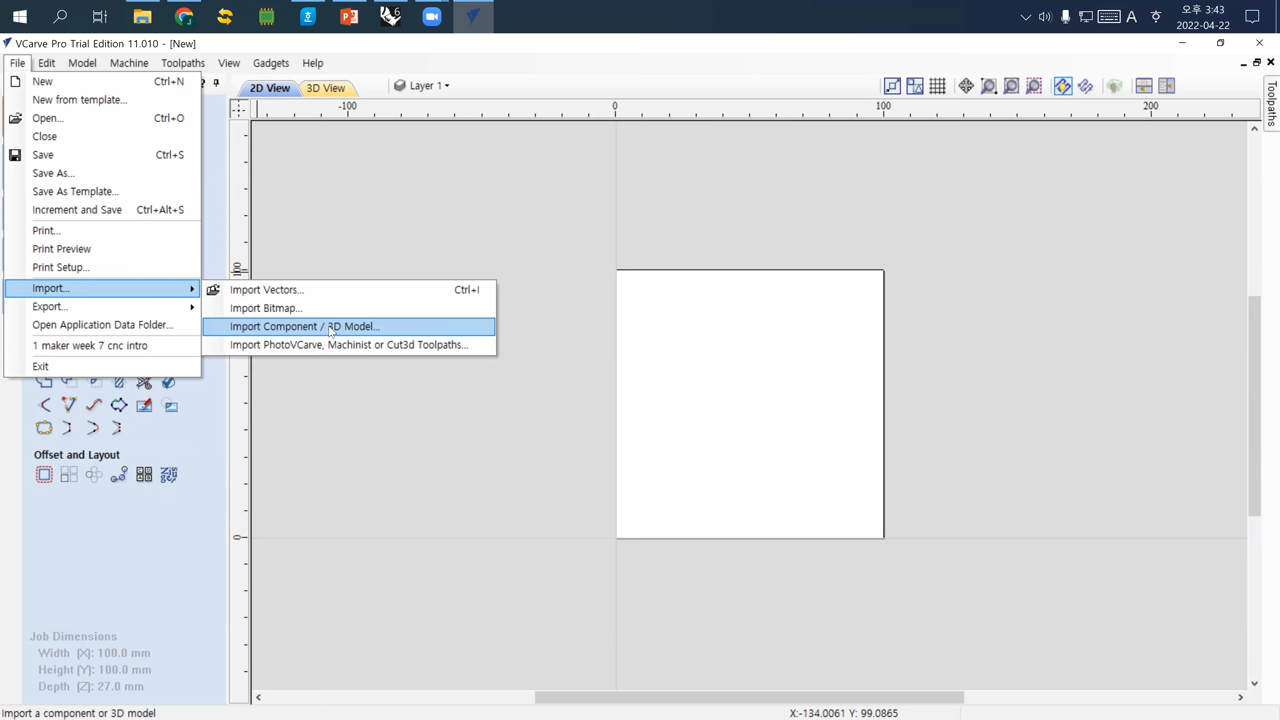 A
오후 3:43
2022-04-22
VCarve Pro Trial Edition 11.010 - [New]
File Edit Model Machine Toolpaths View Gadgets Help
New Ctrl+N
New from template...
Open... Ctrl+O
Close
Save Ctrl+S
Save As...
Save As Template...
Increment and Save Ctrl+Alt+S
Print...
Print Preview
Print Setup...
Import...
Export...
Open Application Data Folder...
1 maker week 7 cnc intro
Exit
Import Vectors... Ctrl+I
Import Bitmap...
Import Component / 3D Model...
Import PhotoVCarve, Machinist or Cut3d Toolpaths...
2D View 3D View Layer 1
-100 0 100 200
100
0
Toolpaths
Offset and Layout
Job Dimensions
Width (X): 100.0 mm
Height (Y): 100.0 mm
Depth (Z): 27.0 mm
Import a component or 3D model
X:-134.0061 Y: 99.0865